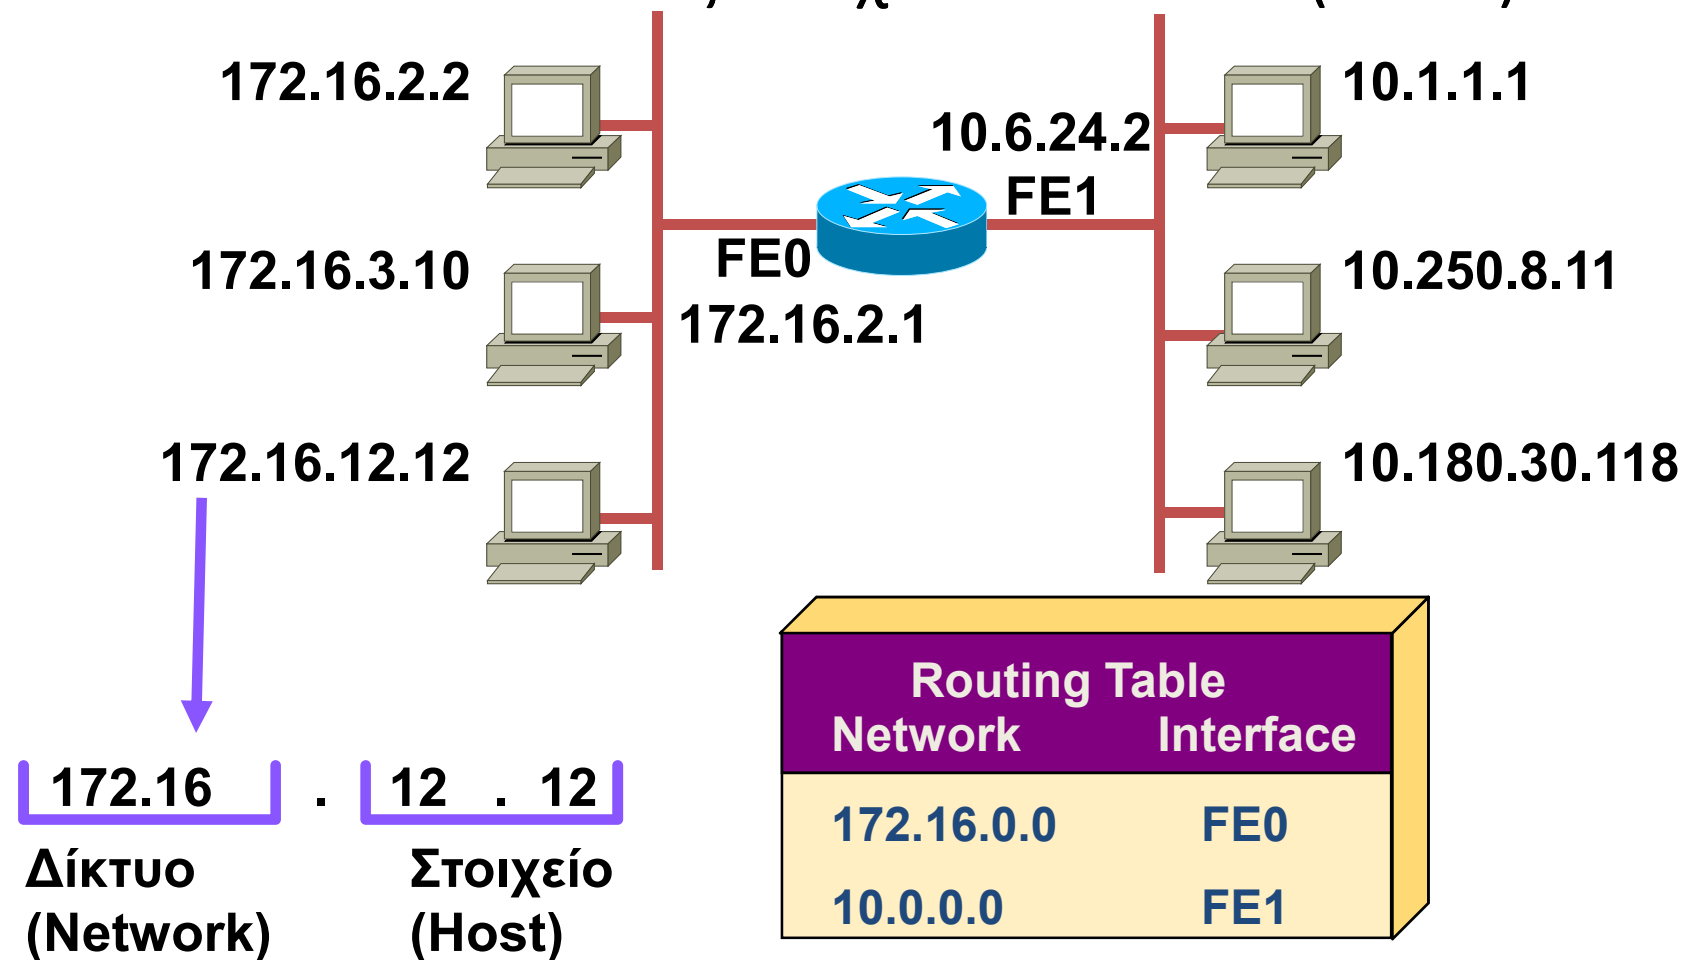 172.16.2.2
10.1.1.1
10.6.24.2
FE1
FE0
172.16.3.10
10.250.8.11
172.16.2.1
172.16.12.12
10.180.30.118
172.16 . 12 . 12
Δίκτυο
(Network)
Στοιχείο
(Host)
Routing Table
Network Interface
172.16.0.0 FE0
10.0.0.0 FE1